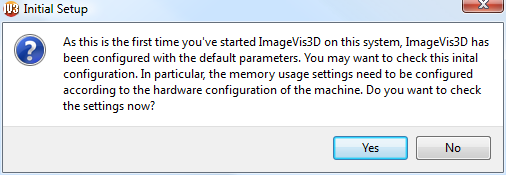 IV3 Initial Setup
As this is the first time you've started ImageVis3D on this system, ImageVis3D has
been configured with the default parameters. You may want to check this inital
configuration. In particular, the memory usage settings need to be configured
according to the hardware configuration of the machine. Do you want to check
the settings now?
Yes No